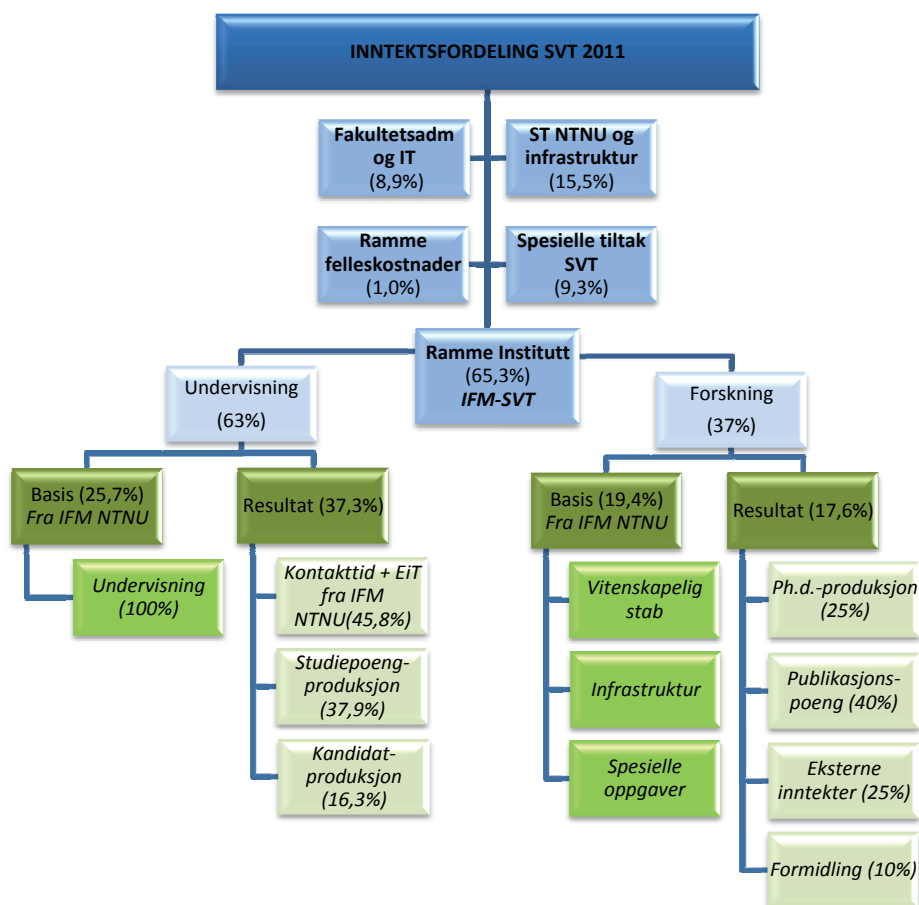 INNTEKTSFORDELING SVT 2011
Fakultetsadm
og IT
(8,9%)
ST NTNU og
infrastruktur
(15,5%)
Ramme
felleskostnader
(1,0%)
Spesielle tiltak
SVT
(9,3%)
Ramme Institutt
(65,3%)
IFM-SVT
Undervisning
(63%)
Forskning
(37%)
Basis (25,7%)
Fra IFM NTNU
Resultat (37,3%)
Basis (19,4%)
Fra IFM NTNU
Resultat (17,6%)
Undervisning
(100%)
Kontakttid + EiT
fra IFM
NTNU(45,8%)
Studiepoeng-
produksjon
(37,9%)
Kandidat-
produksjon
(16,3%)
Vitenskapelig
stab
Infrastruktur
Spesielle
oppgaver
Ph.d.-produksjon
(25%)
Publikasjons-
poeng (40%)
Eksterne
inntekter (25%)
Formidling (10%)